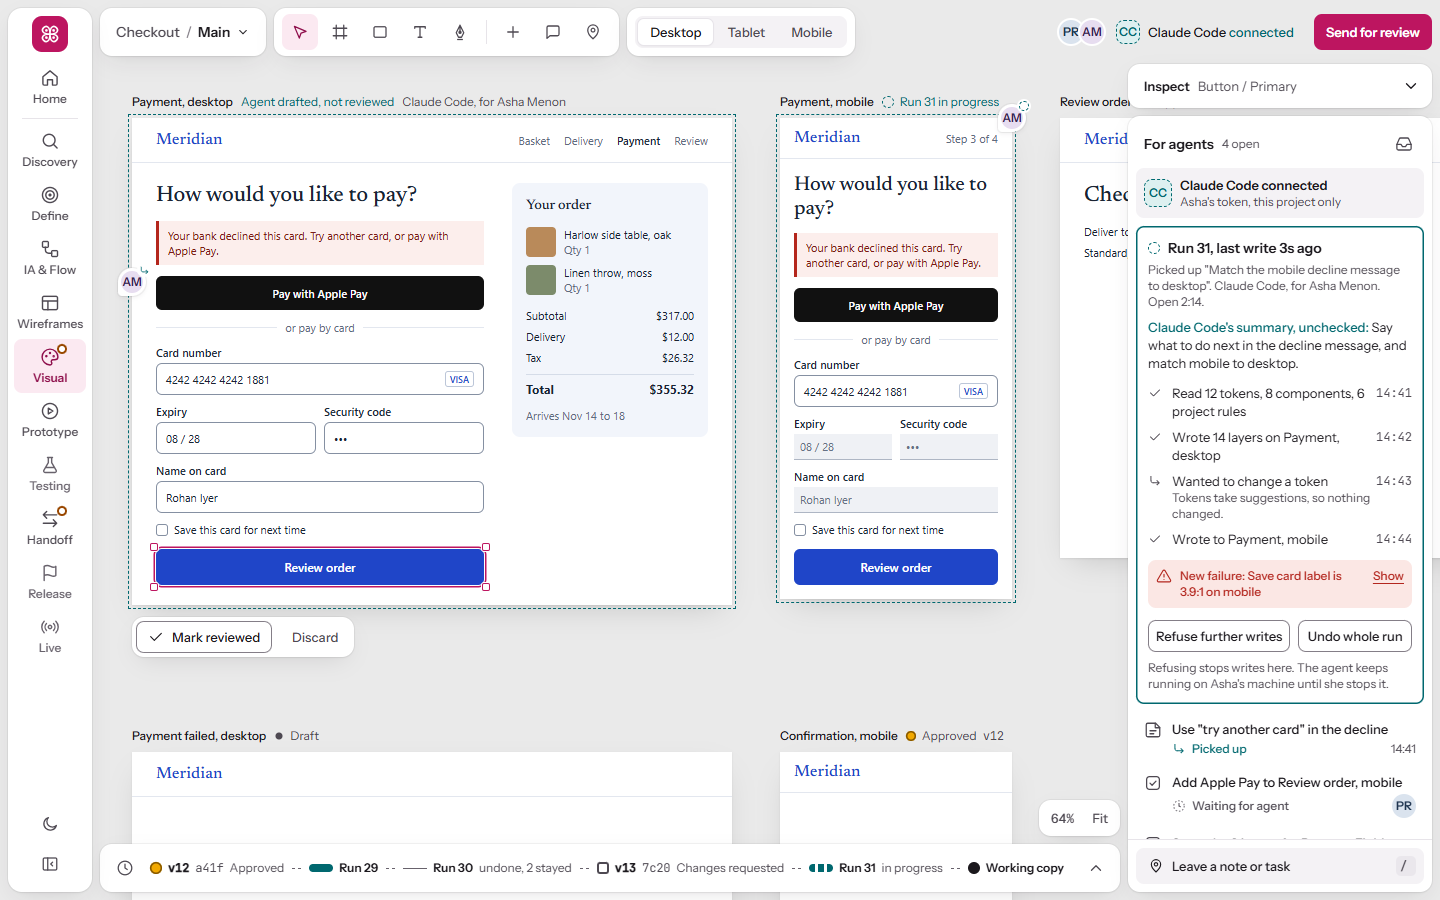 Checkout / Main
Desktop Tablet Mobile
PR AM CC Claude Code connected
Send for review
Home
Discovery
Define
IA & Flow
Wireframes
Visual
Prototype
Testing
Handoff
Release
Live
Payment, desktop Agent drafted, not reviewed Claude Code, for Asha Menon
Meridian
Basket Delivery Payment Review
How would you like to pay?
Your bank declined this card. Try another card, or pay with
Apple Pay.
AM
Pay with Apple Pay
or pay by card
Card number
4242 4242 4242 1881 VISA
Expiry Security code
08 / 28 •••
Name on card
Rohan Iyer
Save this card for next time
Review order
Your order
Harlow side table, oak
Qty 1
Linen throw, moss
Qty 1
Subtotal $317.00
Delivery $12.00
Tax $26.32
Total $355.32
Arrives Nov 14 to 18
Mark reviewed Discard
Payment, mobile Run 31 in progress
AM
Meridian Step 3 of 4
How would you like to
pay?
Your bank declined this card. Try
another card, or pay with Apple Pay.
Pay with Apple Pay
or pay by card
Card number
4242 4242 4242 1881 VISA
Expiry Security code
08 / 28 •••
Name on card
Rohan Iyer
Save this card for next time
Review order
Review order
Merid
Chec
Deliver to
Standard
Payment failed, desktop Draft
Meridian
Confirmation, mobile Approved v12
Meridian
64% Fit
v12 a41f Approved Run 29 Run 30 undone, 2 stayed v13 7c20 Changes requested Run 31 in progress Working copy
Inspect Button / Primary
For agents 4 open
CC Claude Code connected
Asha's token, this project only
Run 31, last write 3s ago
Picked up "Match the mobile decline message
to desktop". Claude Code, for Asha Menon.
Open 2:14.
Claude Code's summary, unchecked: Say
what to do next in the decline message, and
match mobile to desktop.
Read 12 tokens, 8 components, 6 14:41
project rules
Wrote 14 layers on Payment, 14:42
desktop
Wanted to change a token 14:43
Tokens take suggestions, so nothing
changed.
Wrote to Payment, mobile 14:44
New failure: Save card label is Show
3.9:1 on mobile
Refuse further writes Undo whole run
Refusing stops writes here. The agent keeps
running on Asha's machine until she stops it.
Use "try another card" in the decline
Picked up 14:41
Add Apple Pay to Review order, mobile
Waiting for agent PR
Leave a note or task /